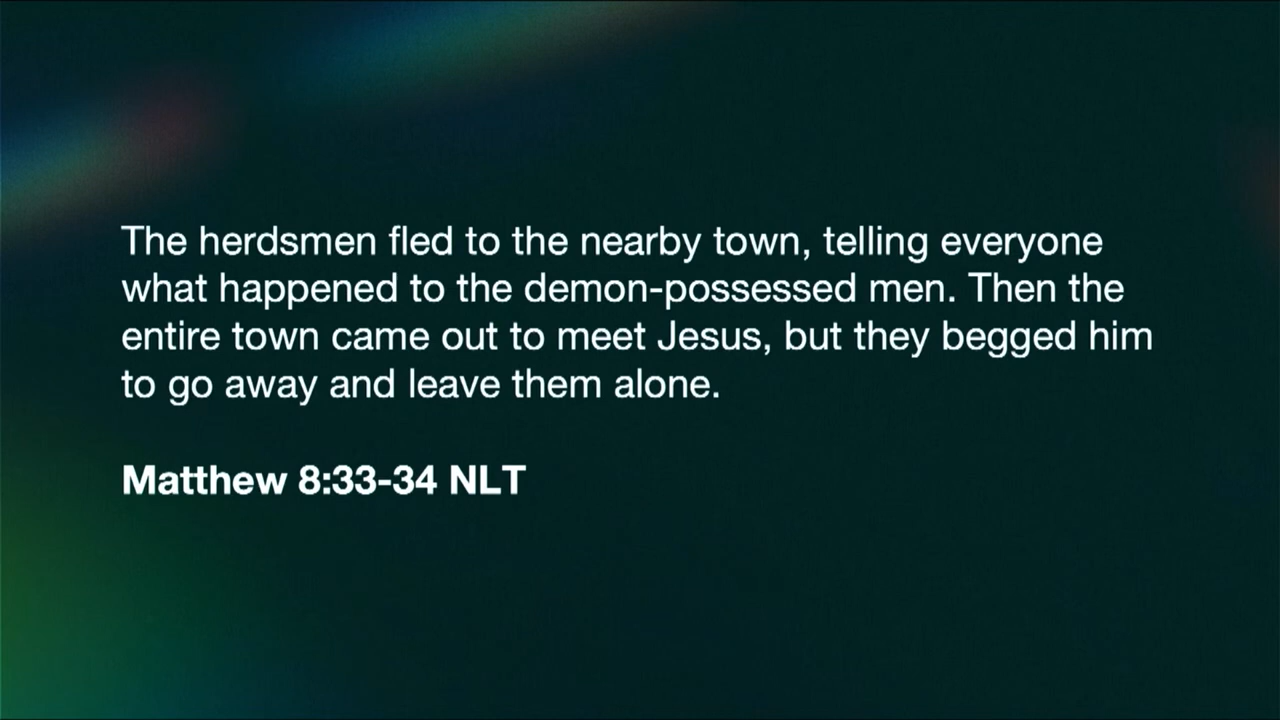 The herdsmen fled to the nearby town, telling everyone
what happened to the demon-possessed men. Then the
entire town came out to meet Jesus, but they begged him
to go away and leave them alone.
Matthew 8:33-34 NLT